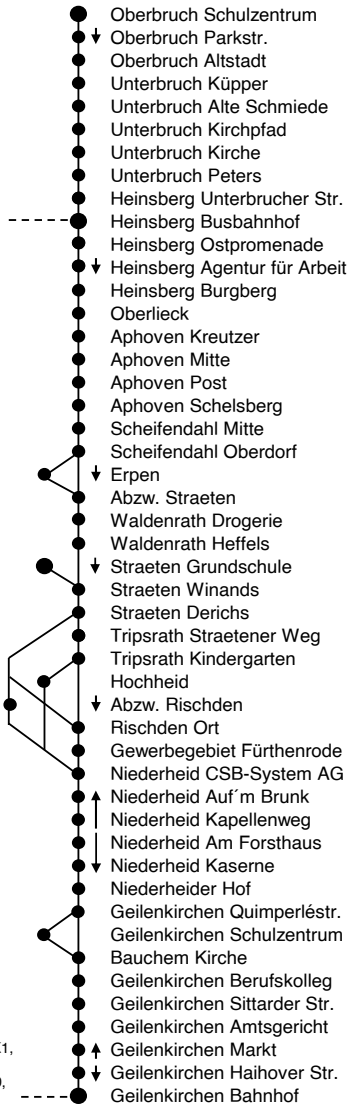 Oberbruch Schulzentrum
Oberbruch Parkstr.
Oberbruch Altstadt
Unterbruch Küpper
Unterbruch Alte Schmiede
Unterbruch Kirchpfad
Unterbruch Kirche
Unterbruch Peters
Heinsberg Unterbrucher Str.
Heinsberg Busbahnhof
Heinsberg Ostpromenade
Heinsberg Agentur für Arbeit
Heinsberg Burgberg
Oberlieck
Aphoven Kreutzer
Aphoven Mitte
Aphoven Post
Aphoven Schelsberg
Scheifendahl Mitte
Scheifendahl Oberdorf
Erpen
Abzw. Straeten
Waldenrath Drogerie
Waldenrath Heffels
Straeten Grundschule
Straeten Winands
Straeten Derichs
Tripsrath Straetener Weg
Tripsrath Kindergarten
Hochheid
Abzw. Rischden
Rischden Ort
Gewerbegebiet Fürthenrode
Niederheid CSB-System AG
Niederheid Auf´m Brunk
Niederheid Kapellenweg
Niederheid Am Forsthaus
Niederheid Kaserne
Niederheider Hof
Geilenkirchen Quimperléstr.
Geilenkirchen Schulzentrum
Bauchem Kirche
Geilenkirchen Berufskolleg
Geilenkirchen Sittarder Str.
Geilenkirchen Amtsgericht
Geilenkirchen Markt
Geilenkirchen Haihover Str.
Geilenkirchen Bahnhof